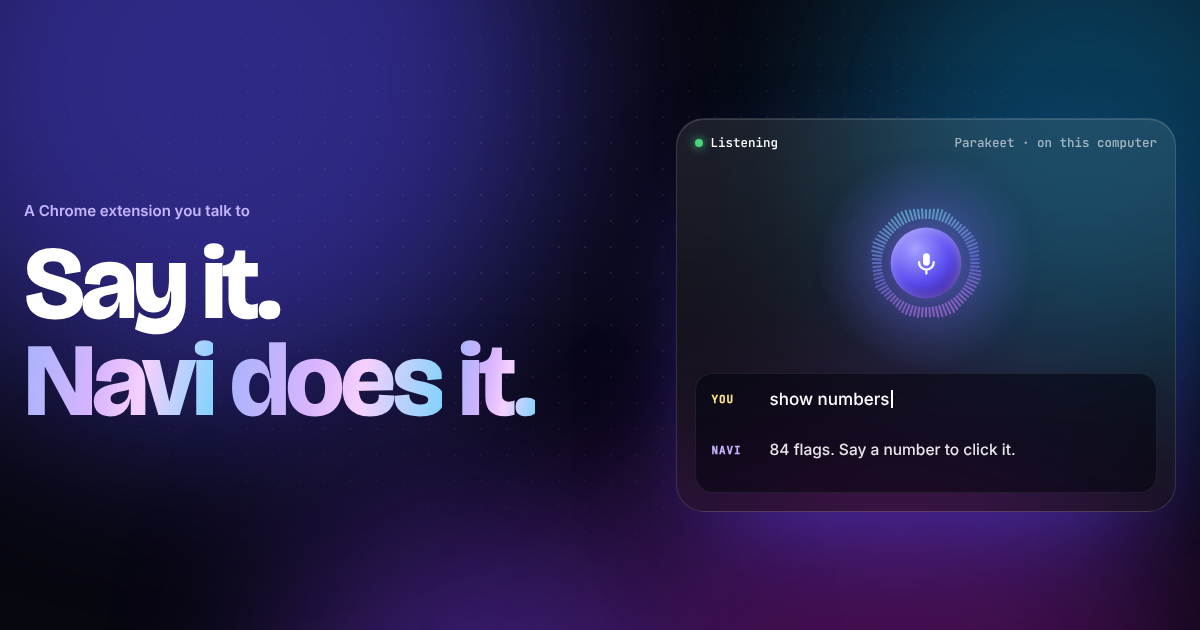 A Chrome extension you talk to
Say it.
Navi does it.
Listening
Parakeet · on this computer
YOU show numbers
NAVI 84 flags. Say a number to click it.